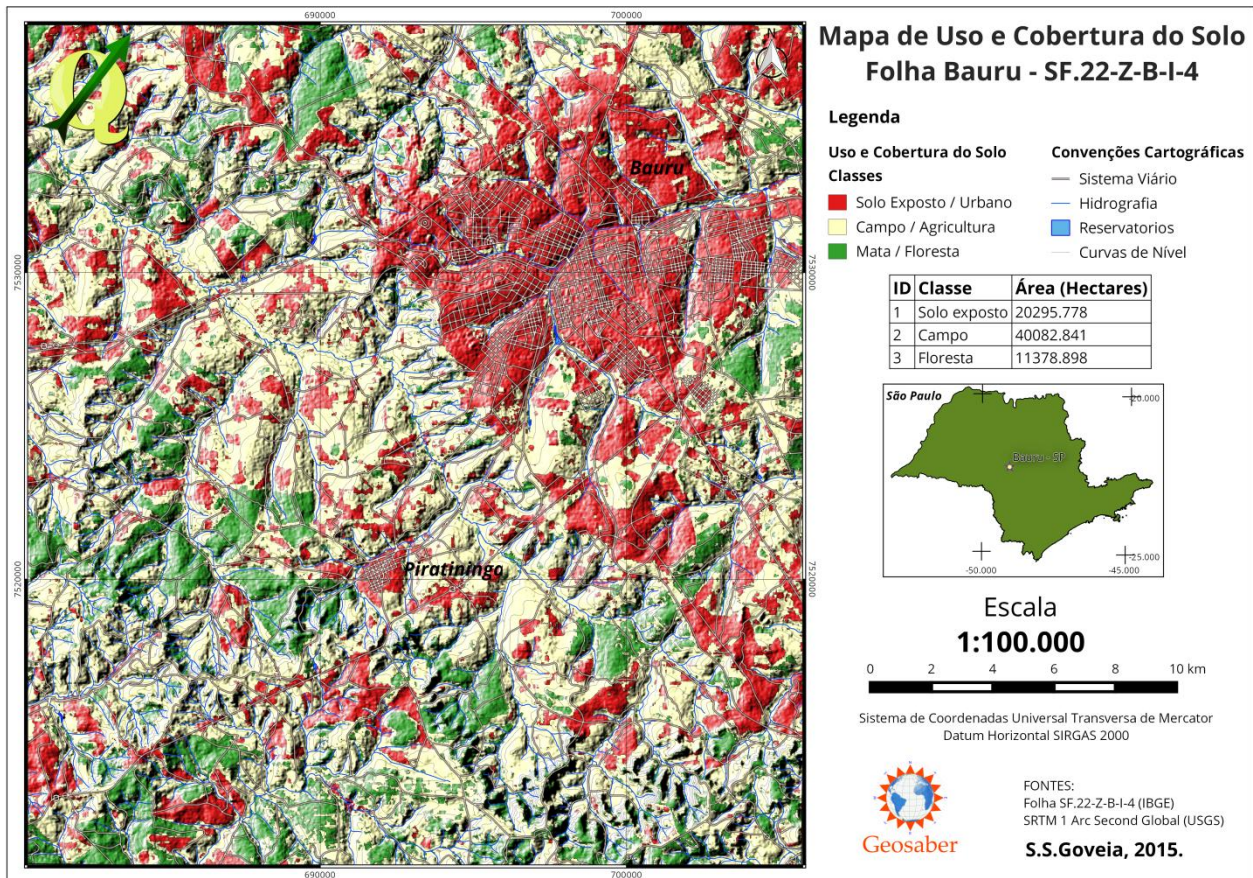 690000
700000
7530000
7530000
7520000
7520000
690000
700000
Q
N
Bauru
Piratiningo
Mapa de Uso e Cobertura do Solo
Folha Bauru - SF.22-Z-B-I-4
Legenda
Uso e Cobertura do Solo
Classes
Solo Exposto / Urbano
Campo / Agricultura
Mata / Floresta
Convenções Cartográficas
Sistema Viário
Hidrografia
Reservatorios
Curvas de Nível
ID Classe Área (Hectares)
1 Solo exposto 20295.778
2 Campo 40082.841
3 Floresta 11378.898
São Paulo
-20.000
Bauru - SP
-25.000
-50.000
-45.000
Escala
1:100.000
0 2 4 6 8 10 km
Sistema de Coordenadas Universal Transversa de Mercator
Datum Horizontal SIRGAS 2000
Geosaber
FONTES:
Folha SF.22-Z-B-I-4 (IBGE)
SRTM 1 Arc Second Global (USGS)
S.S.Goveia, 2015.